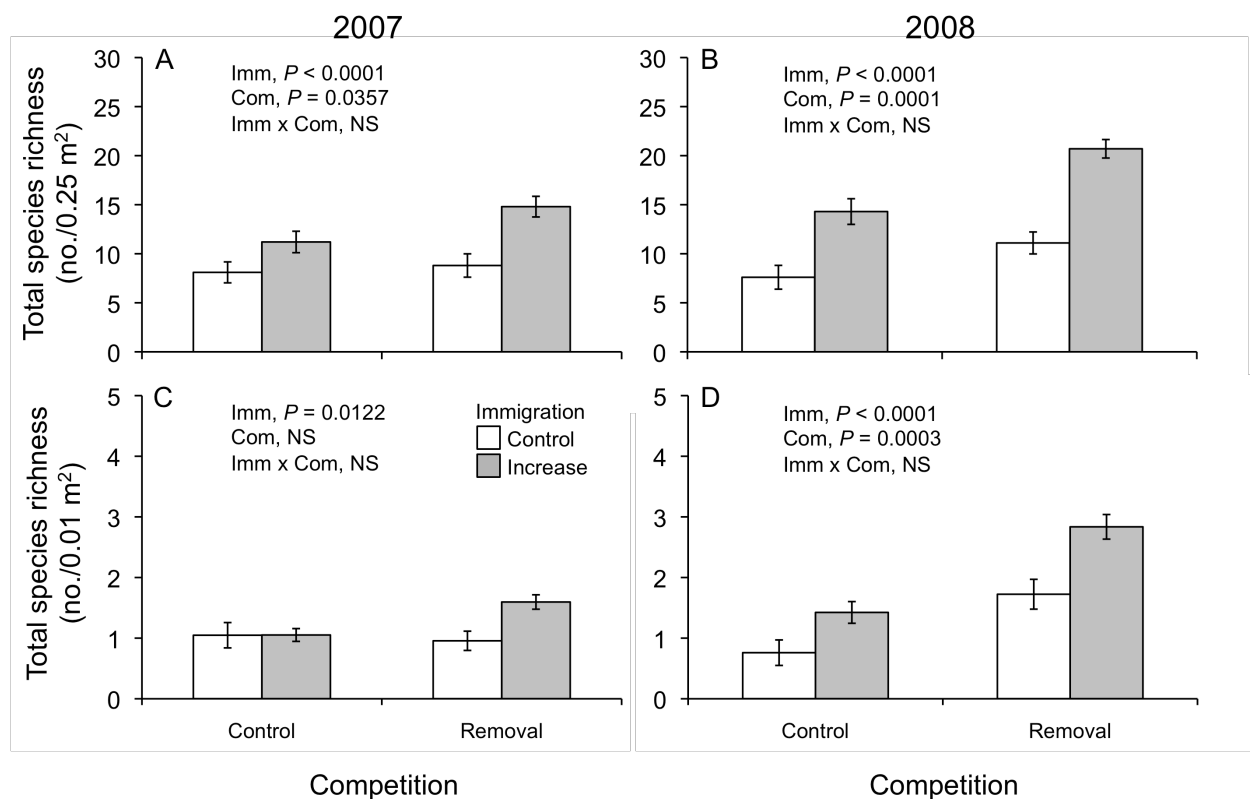 2007
2008
Total species richness
(no./0.25 m²)
30
25
20
15
10
5
0
A
Imm, P < 0.0001
Com, P = 0.0357
Imm x Com, NS
30
25
20
15
10
5
0
B
Imm, P < 0.0001
Com, P = 0.0001
Imm x Com, NS
Total species richness
(no./0.01 m²)
5
4
3
2
1
0
C
Imm, P = 0.0122
Com, NS
Imm x Com, NS
Immigration
Control
Increase
Control Removal
Competition
5
4
3
2
1
0
D
Imm, P < 0.0001
Com, P = 0.0003
Imm x Com, NS
Control Removal
Competition